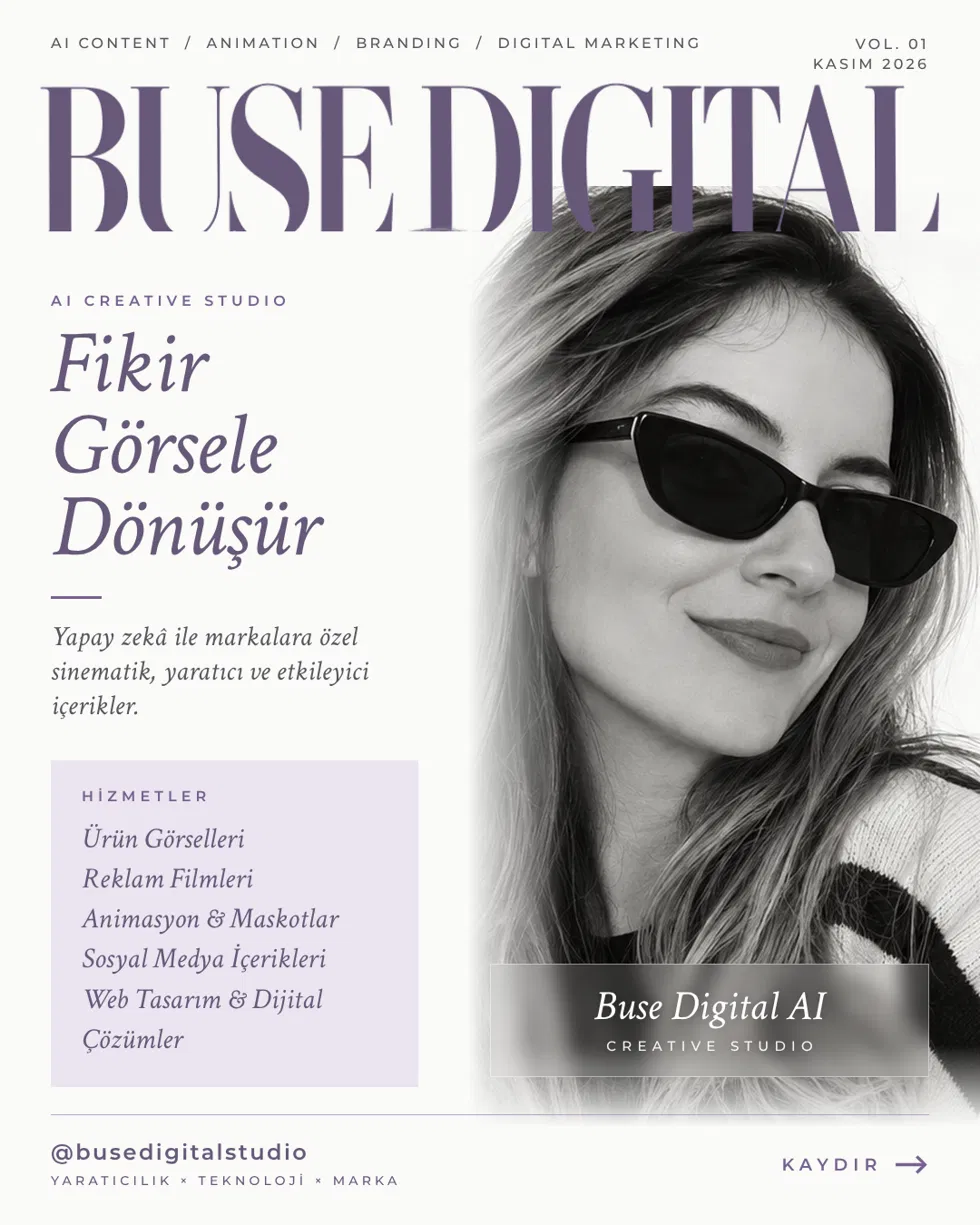 AI CONTENT / ANIMATION / BRANDING / DIGITAL MARKETING
VOL. 01
KASIM 2026
BUSE DIGITAL
AI CREATIVE STUDIO
Fikir
Görsele
Dönüşür
Yapay zekâ ile markalara özel
sinematik, yaratıcı ve etkileyici
içerikler.
HİZMETLER
Ürün Görselleri
Reklam Filmleri
Animasyon & Maskotlar
Sosyal Medya İçerikleri
Web Tasarım & Dijital
Çözümler
Buse Digital AI
CREATIVE STUDIO
@busedigitalstudio
YARATICILIK × TEKNOLOJİ × MARKA
KAYDIR →